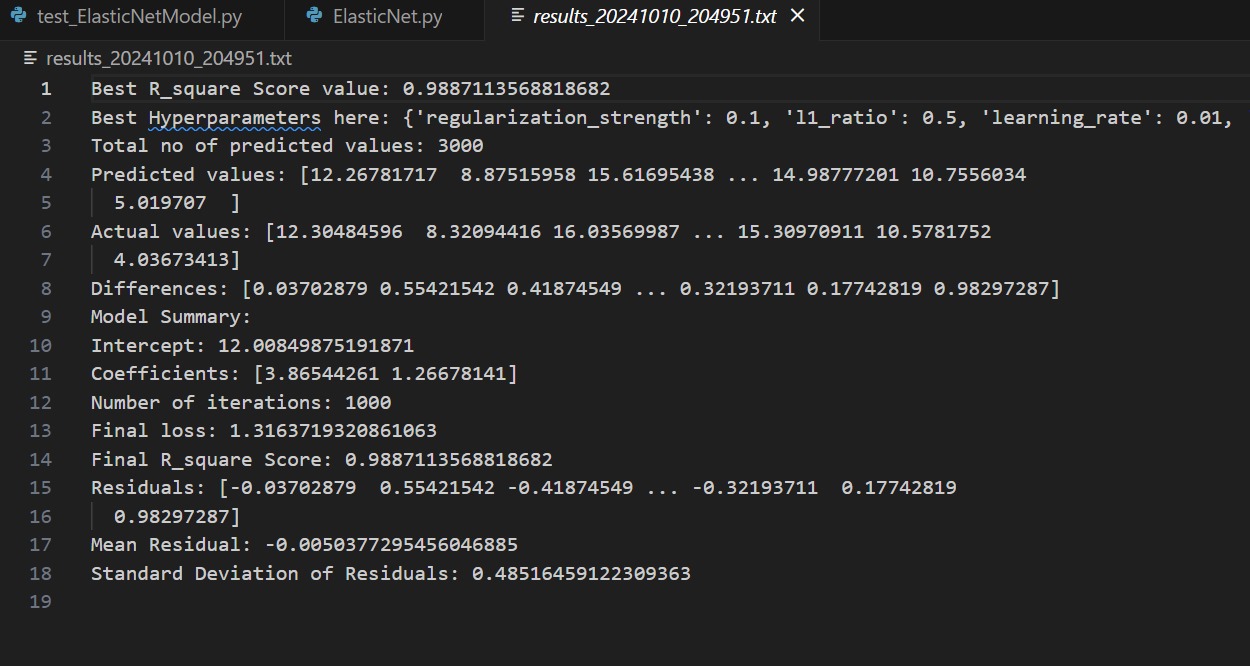 test_ElasticNetModel.py ElasticNet.py results_20241010_204951.txt
results_20241010_204951.txt
1 Best R_square Score value: 0.9887113568818682
2 Best Hyperparameters here: {'regularization_strength': 0.1, 'l1_ratio': 0.5, 'learning_rate': 0.01,
3 Total no of predicted values: 3000
4 Predicted values: [12.26781717  8.87515958 15.61695438 ... 14.98777201 10.7556034
5 5.019707  ]
6 Actual values: [12.30484596  8.32094416 16.03569987 ... 15.30970911 10.5781752
7 4.03673413]
8 Differences: [0.03702879 0.55421542 0.41874549 ... 0.32193711 0.17742819 0.98297287]
9 Model Summary:
10 Intercept: 12.00849875191871
11 Coefficients: [3.86544261 1.26678141]
12 Number of iterations: 1000
13 Final loss: 1.3163719320861063
14 Final R_square Score: 0.9887113568818682
15 Residuals: [-0.03702879  0.55421542 -0.41874549 ... -0.32193711  0.17742819
16 0.98297287]
17 Mean Residual: -0.0050377295456046885
18 Standard Deviation of Residuals: 0.48516459122309363
19